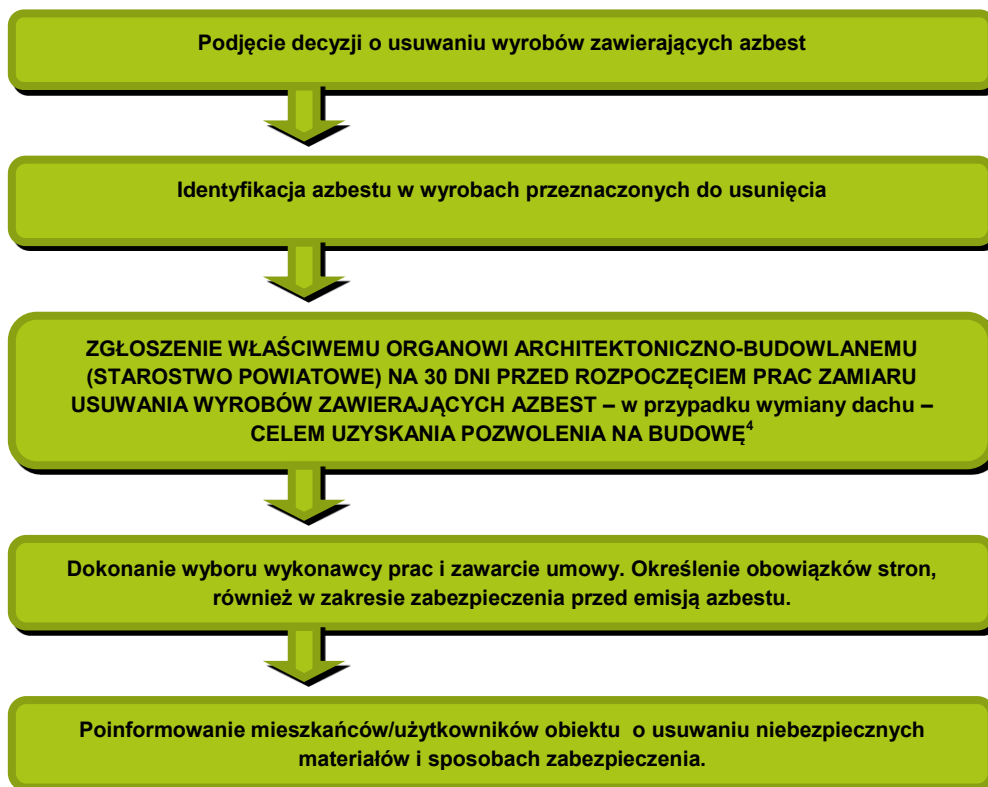 Podjęcie decyzji o usuwaniu wyrobów zawierających azbest
Identyfikacja azbestu w wyrobach przeznaczonych do usunięcia
ZGŁOSZENIE WŁAŚCIWEMU ORGANOWI ARCHITEKTONICZNO-BUDOWLANEMU
(STAROSTWO POWIATOWE) NA 30 DNI PRZED ROZPOCZĘCIEM PRAC ZAMIARU
USUWANIA WYROBÓW ZAWIERAJĄCYCH AZBEST – w przypadku wymiany dachu –
CELEM UZYSKANIA POZWOLENIA NA BUDOWĘ⁴
Dokonanie wyboru wykonawcy prac i zawarcie umowy. Określenie obowiązków stron,
również w zakresie zabezpieczenia przed emisją azbestu.
Poinformowanie mieszkańców/użytkowników obiektu o usuwaniu niebezpiecznych
materiałów i sposobach zabezpieczenia.